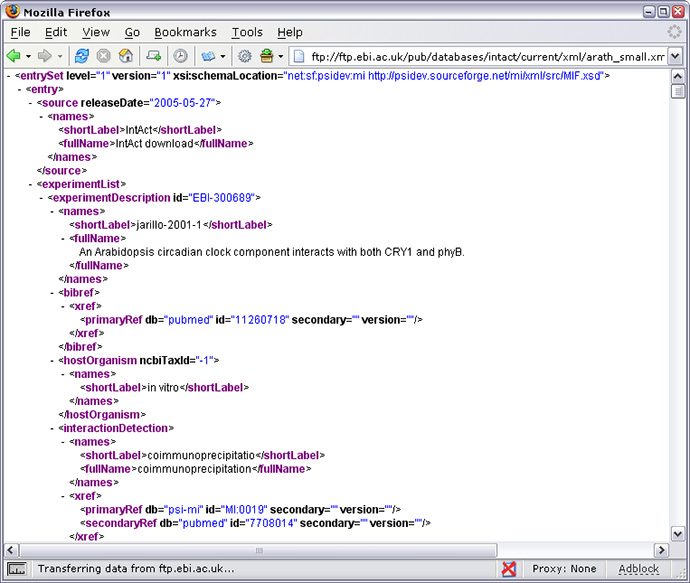 Mozilla Firefox
File Edit View Go Bookmarks Tools Help
ftp://ftp.ebi.ac.uk/pub/databases/intact/current/xml/arath_small.xm
- <entrySet level="1" version="1" xsi:schemaLocation="net:sf:psidev:mi http://psidev.sourceforge.net/mi/xml/src/MIF.xsd">
- <entry>
- <source releaseDate="2005-05-27">
- <names>
<shortLabel>IntAct</shortLabel>
<fullName>IntAct download</fullName>
</names>
</source>
- <experimentList>
- <experimentDescription id="EBI-300689">
- <names>
<shortLabel>jarillo-2001-1</shortLabel>
- <fullName>
An Arabidopsis circadian clock component interacts with both CRY1 and phyB.
</fullName>
</names>
- <bibref>
- <xref>
<primaryRef db="pubmed" id="11260718" secondary="" version=""/>
</xref>
</bibref>
- <hostOrganism ncbiTaxId="-1">
- <names>
<shortLabel>in vitro</shortLabel>
</names>
</hostOrganism>
- <interactionDetection>
- <names>
<shortLabel>coimmunoprecipitatio</shortLabel>
<fullName>coimmunoprecipitation</fullName>
</names>
- <xref>
<primaryRef db="psi-mi" id="MI:0019" secondary="" version=""/>
<secondaryRef db="pubmed" id="7708014" secondary="" version=""/>
</xref>
Transferring data from ftp.ebi.ac.uk... Proxy: None Adblock